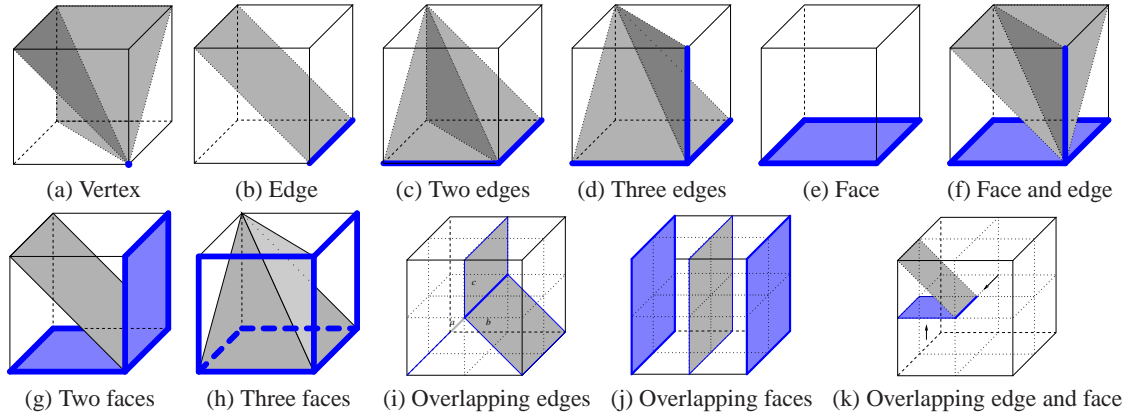 (a) Vertex
(b) Edge
(c) Two edges
(d) Three edges
(e) Face
(f) Face and edge
a
b
c
(g) Two faces
(h) Three faces
(i) Overlapping edges
(j) Overlapping faces
(k) Overlapping edge and face